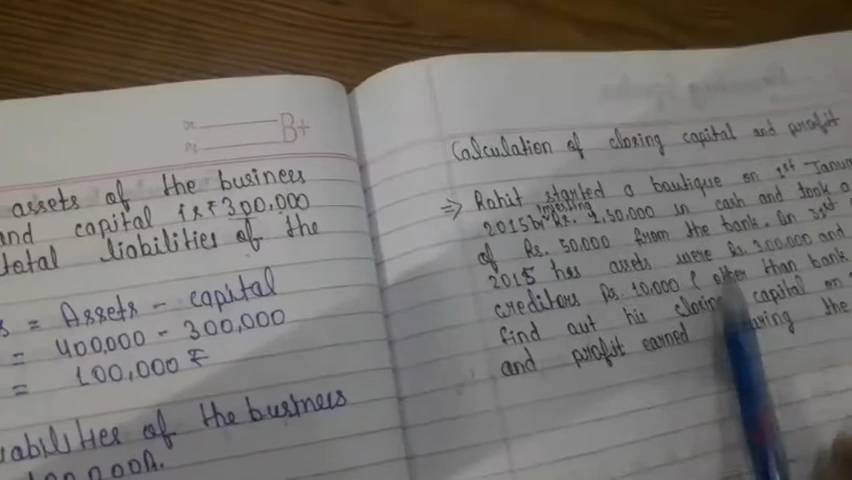 B+
assets of the business
and capital is ₹ 300.000
total liabilities of the
= Assets - capital
= 400,000 - 300,000
= 100,000 ₹
liabilities of the business
Calculation of closing capital and profit
⇒ Rohit started a boutique on 1st Janu
2015 by investing Rs. 2,50,000 in cash and took a
of Rs. 50.000 from the bank. On 31st
2015 his assets were Rs. 3,00,000 and
creditors Rs. 10.000 ( other than bank
find out his closing capital on
and profit earned during the